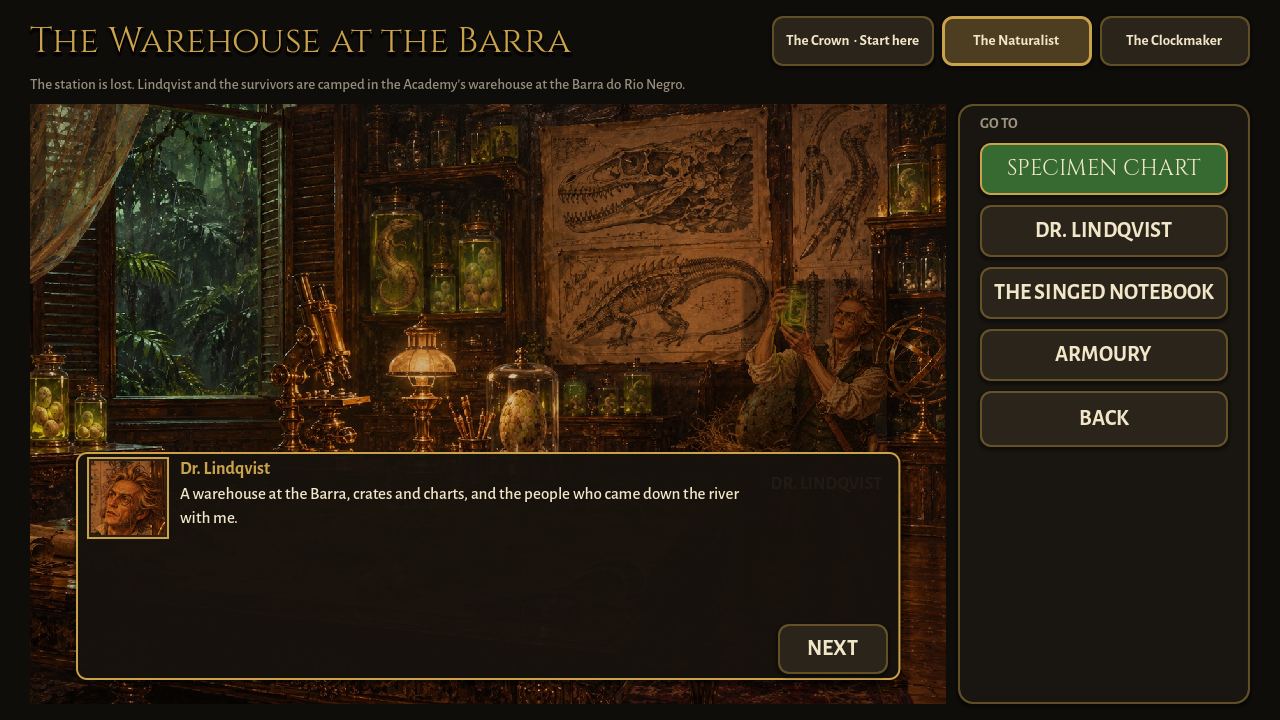 The Warehouse at the Barra
The Crown · Start here
The Naturalist
The Clockmaker
The station is lost. Lindqvist and the survivors are camped in the Academy's warehouse at the Barra do Rio Negro.
GO TO
SPECIMEN CHART
DR. LINDQVIST
THE SINGED NOTEBOOK
ARMOURY
BACK
Dr. Lindqvist
A warehouse at the Barra, crates and charts, and the people who came down the river
with me.
DR. LINDQVIST
NEXT